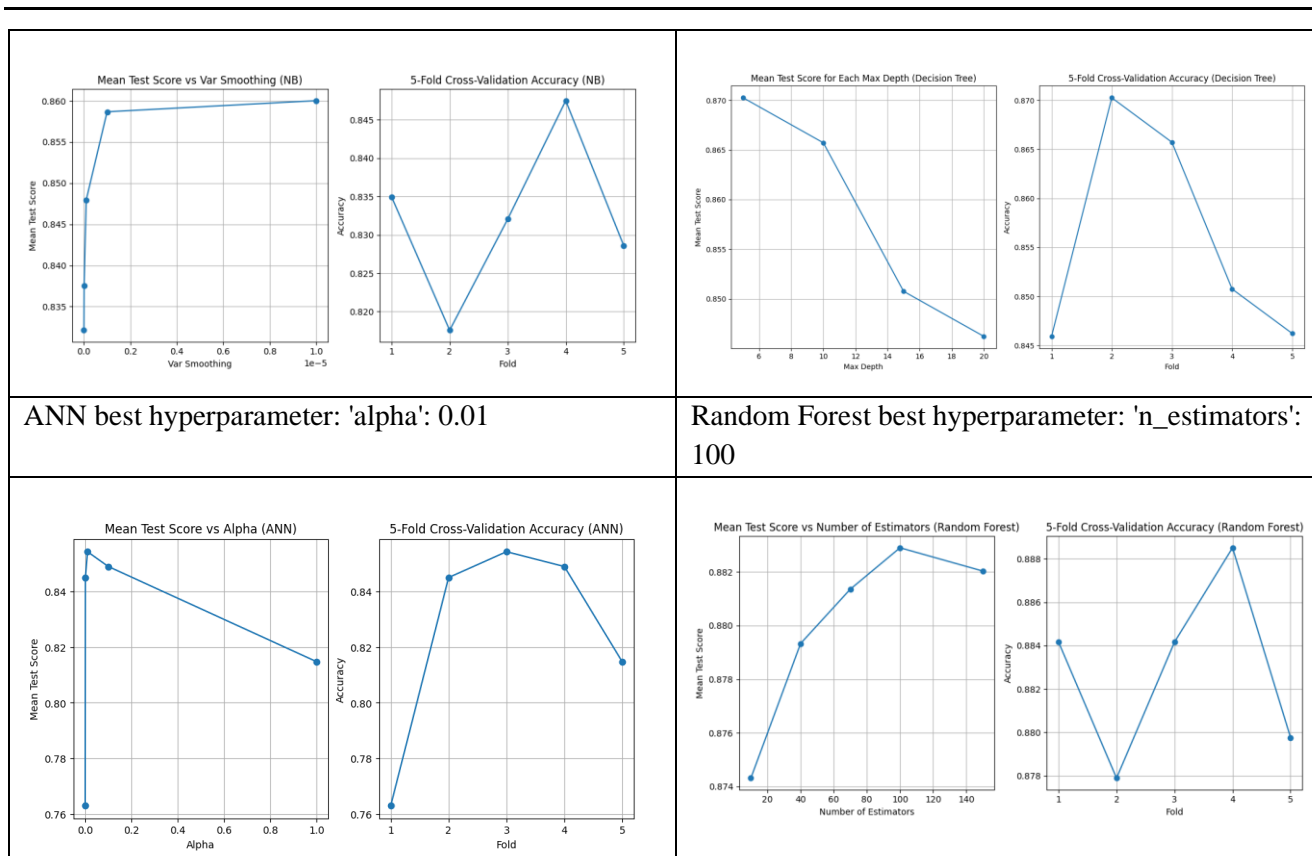 Mean Test Score vs Var Smoothing (NB)
0.860
0.855
0.850
0.845
0.840
0.835
Mean Test Score
0.0 0.2 0.4 0.6 0.8 1.0
1e−5
Var Smoothing
5-Fold Cross-Validation Accuracy (NB)
0.845
0.840
0.835
0.830
0.825
0.820
Accuracy
1 2 3 4 5
Fold
Mean Test Score for Each Max Depth (Decision Tree)
0.870
0.865
0.860
0.855
0.850
Mean Test Score
6 8 10 12 14 16 18 20
Max Depth
5-Fold Cross-Validation Accuracy (Decision Tree)
0.870
0.865
0.860
0.855
0.850
0.845
Accuracy
1 2 3 4 5
Fold
ANN best hyperparameter: 'alpha': 0.01
Random Forest best hyperparameter: 'n_estimators':
100
Mean Test Score vs Alpha (ANN)
0.84
0.82
0.80
0.78
0.76
Mean Test Score
0.0 0.2 0.4 0.6 0.8 1.0
Alpha
5-Fold Cross-Validation Accuracy (ANN)
0.84
0.82
0.80
0.78
0.76
Accuracy
1 2 3 4 5
Fold
Mean Test Score vs Number of Estimators (Random Forest)
0.882
0.880
0.878
0.876
0.874
Mean Test Score
20 40 60 80 100 120 140
Number of Estimators
5-Fold Cross-Validation Accuracy (Random Forest)
0.888
0.886
0.884
0.882
0.880
0.878
Accuracy
1 2 3 4 5
Fold